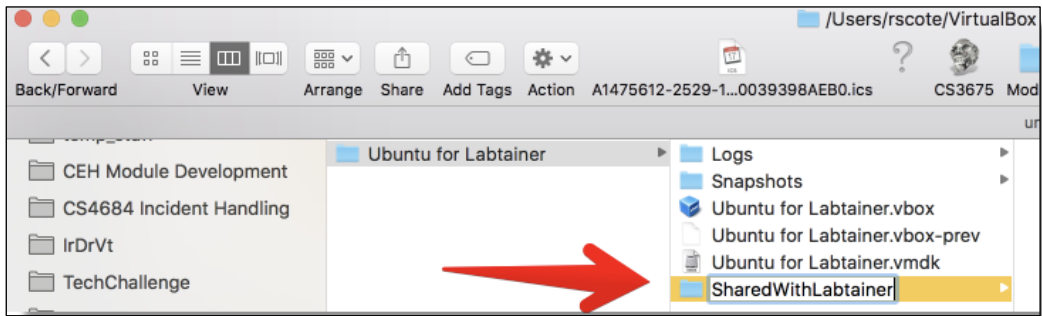 /Users/rscote/VirtualBox
Back/Forward View Arrange Share Add Tags Action A1475612-2529-1...0039398AEB0.ics CS3675 Mod
ur
CEH Module Development
CS4684 Incident Handling
IrDrVt
TechChallenge
Ubuntu for Labtainer
Logs
Snapshots
Ubuntu for Labtainer.vbox
Ubuntu for Labtainer.vbox-prev
Ubuntu for Labtainer.vmdk
SharedWithLabtainer